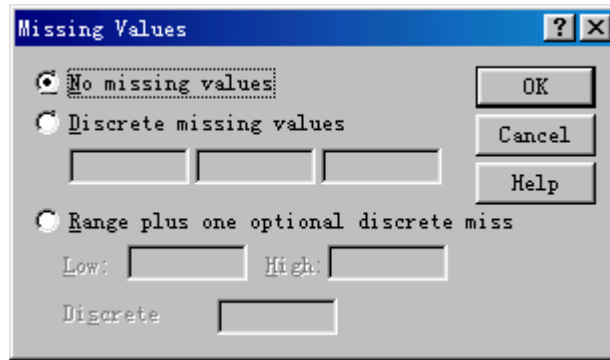 Missing Values
No missing values
OK
Discrete missing values
Cancel
Help
Range plus one optional discrete miss
Low: High:
Discrete